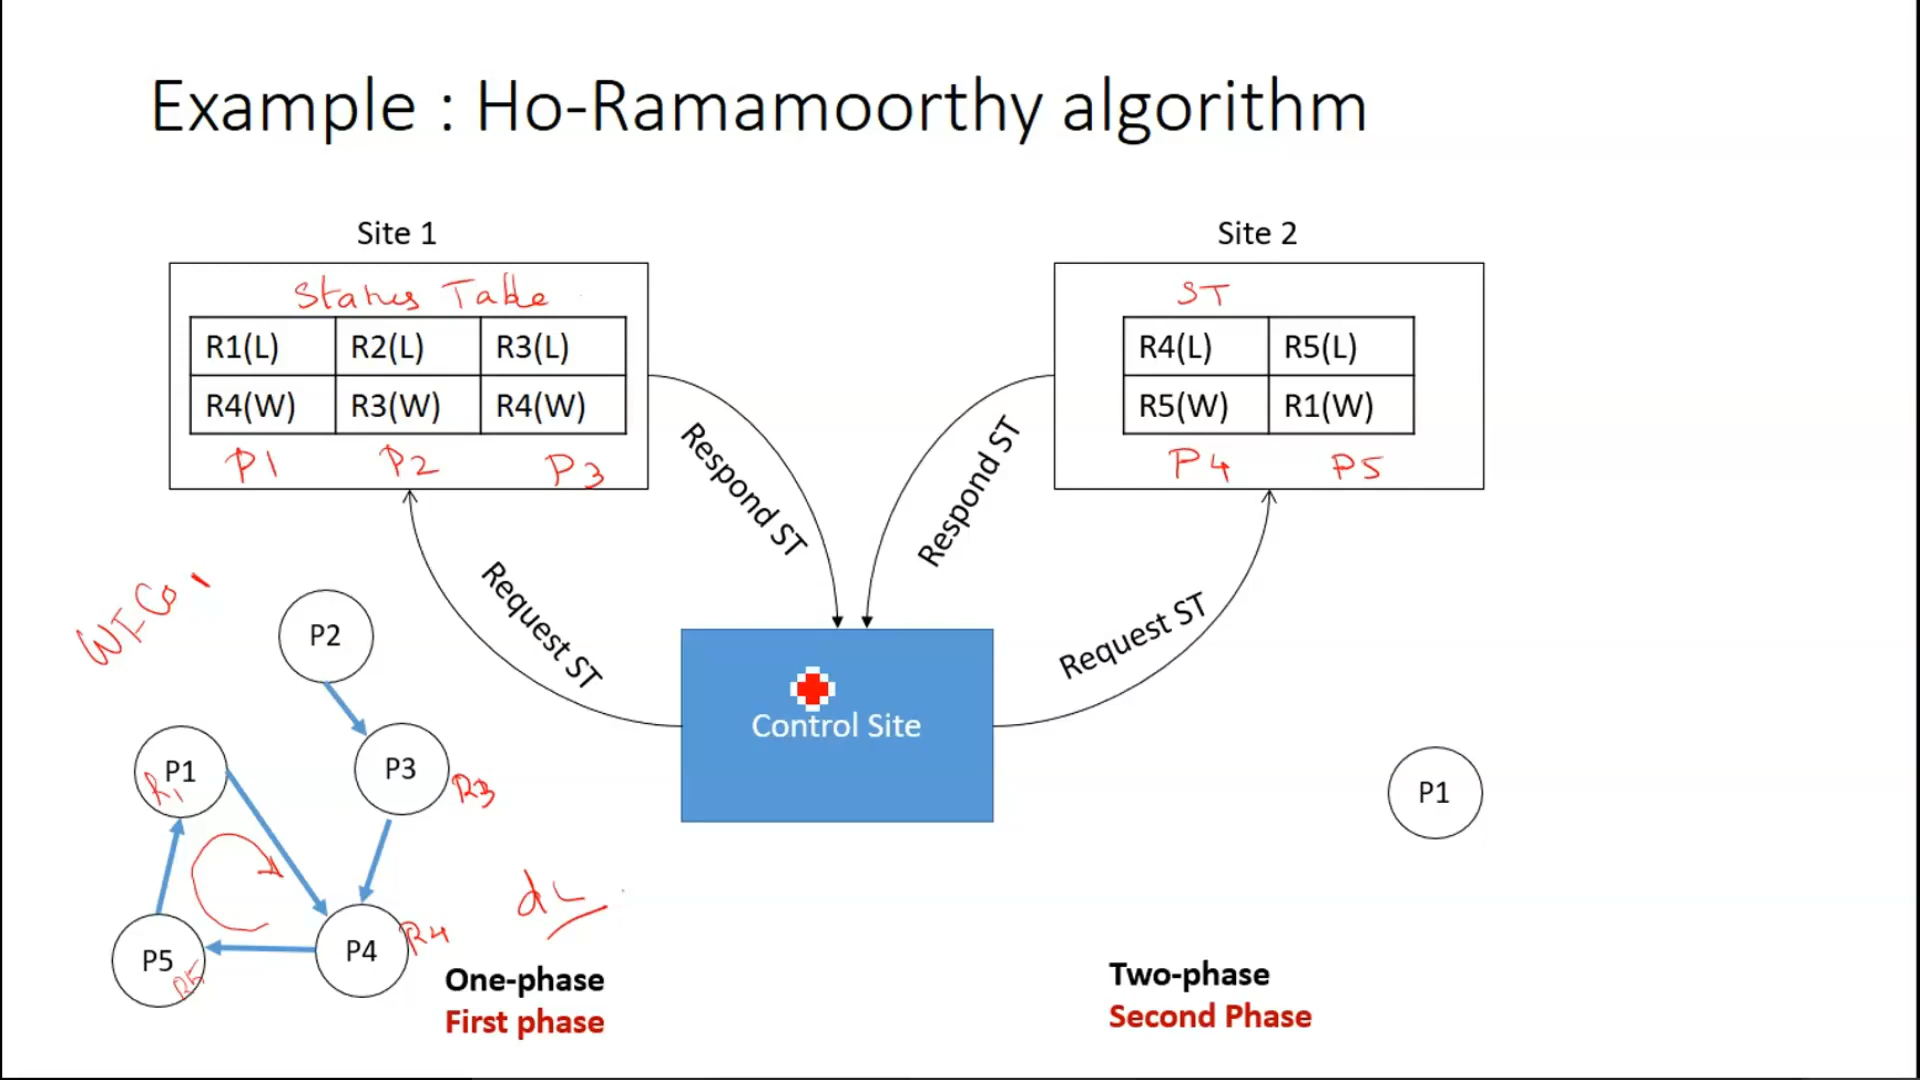 Example : Ho-Ramamoorthy algorithm
Site 1
Site 2
Status Table
ST
R1(L) R2(L) R3(L)
R4(W) R3(W) R4(W)
P1 P2 P3
R4(L) R5(L)
R5(W) R1(W)
P4 P5
Respond ST
Respond ST
Request ST
Request ST
Control Site
P2
P1
R1
P3
R3
P5
R5
P4
R4
dL
P1
One-phase
First phase
Two-phase
Second Phase